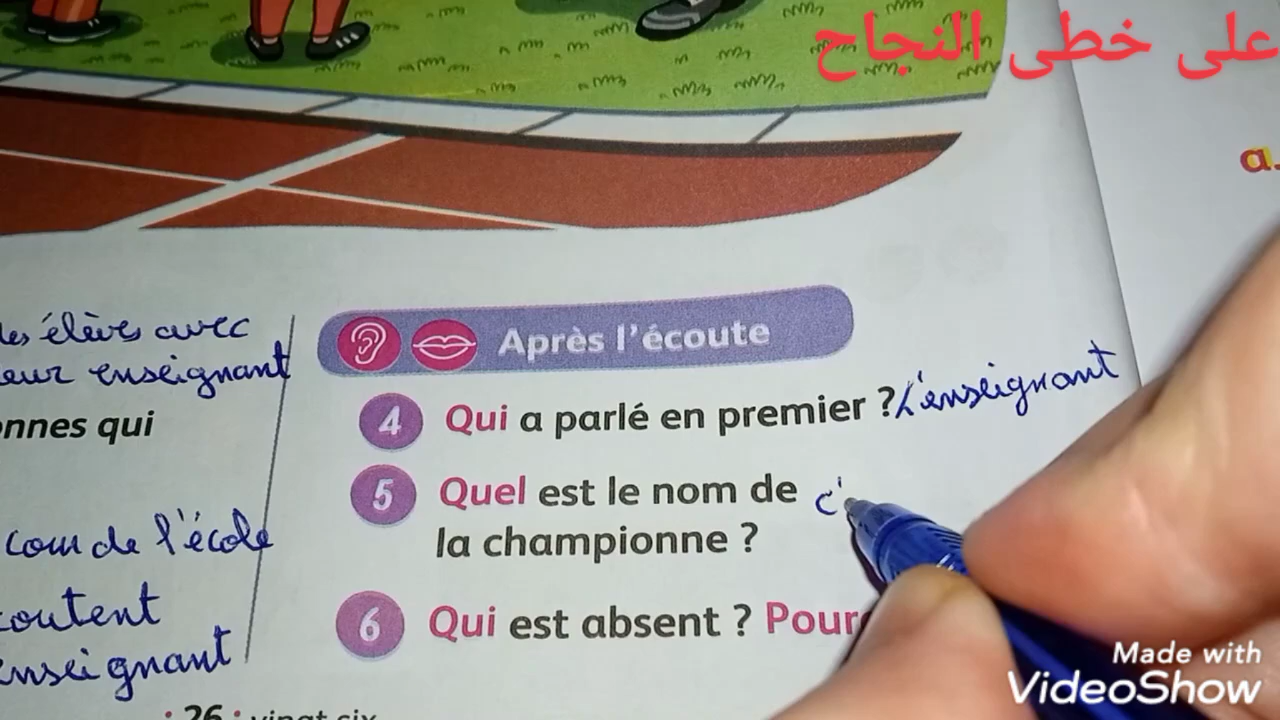 على خطى النجاح
a.
les élèves avec
leur enseignant
onnes qui
cour de l'école
coutent
enseignant
Après l'écoute
4 Qui a parlé en premier ? L'enseignant
5 Quel est le nom de c'
la championne ?
6 Qui est absent ? Pour
26 : vingt-six
Made with
VideoShow